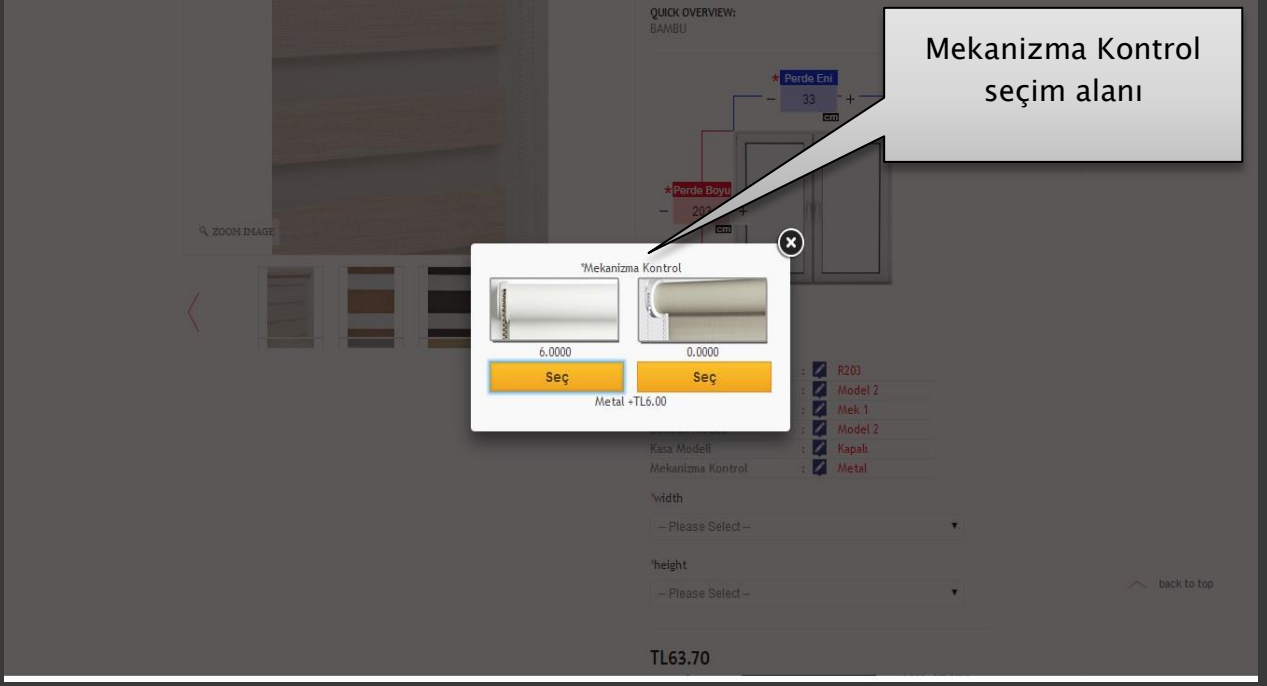 QUICK OVERVIEW:
BAMBU
Mekanizma Kontrol
seçim alanı
* Perde Eni
− 33 +
cm
* Perde Boyu
− 203 +
cm
ZOOM IMAGE
*Mekanizma Kontrol
6.0000 0.0000
Seç Seç
Metal +TL6.00
: R203
: Model 2
: Mek 1
: Model 2
Kasa Modeli : Kapalı
Mekanizma Kontrol : Metal
*width
-- Please Select --
*height
-- Please Select --
back to top
TL63.70